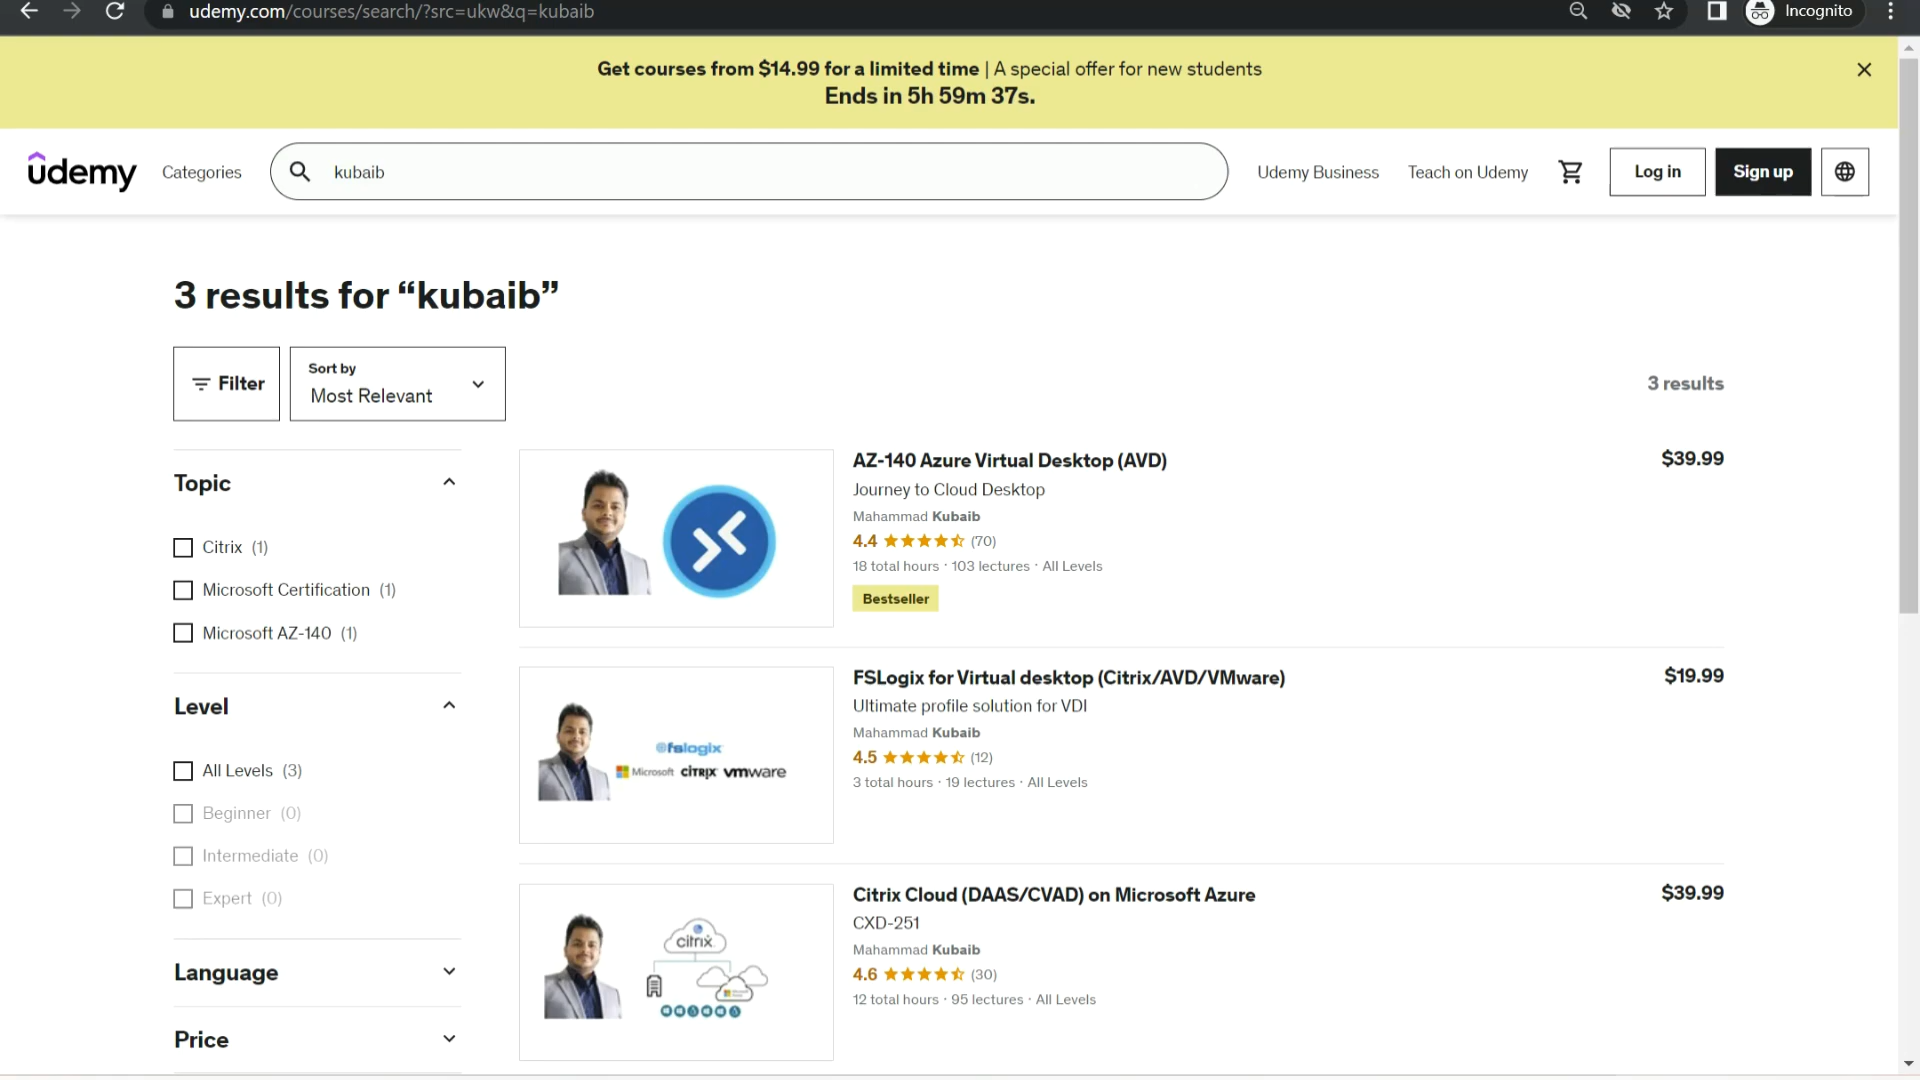 udemy.com/courses/search/?src=ukw&q=kubaib
Incognito
Get courses from $14.99 for a limited time | A special offer for new students
Ends in 5h 59m 37s.
udemy
Categories
kubaib
Udemy Business
Teach on Udemy
Log in
Sign up
3 results for “kubaib”
Filter
Sort by
Most Relevant
3 results
Topic
Citrix (1)
Microsoft Certification (1)
Microsoft AZ-140 (1)
Level
All Levels (3)
Beginner (0)
Intermediate (0)
Expert (0)
Language
Price
AZ-140 Azure Virtual Desktop (AVD)
$39.99
Journey to Cloud Desktop
Mahammad Kubaib
4.4 (70)
18 total hours · 103 lectures · All Levels
Bestseller
fslogix
Microsoft CİTRIX vmware
FSLogix for Virtual desktop (Citrix/AVD/VMware)
$19.99
Ultimate profile solution for VDI
Mahammad Kubaib
4.5 (12)
3 total hours · 19 lectures · All Levels
citrix
Citrix Cloud (DAAS/CVAD) on Microsoft Azure
$39.99
CXD-251
Mahammad Kubaib
4.6 (30)
12 total hours · 95 lectures · All Levels